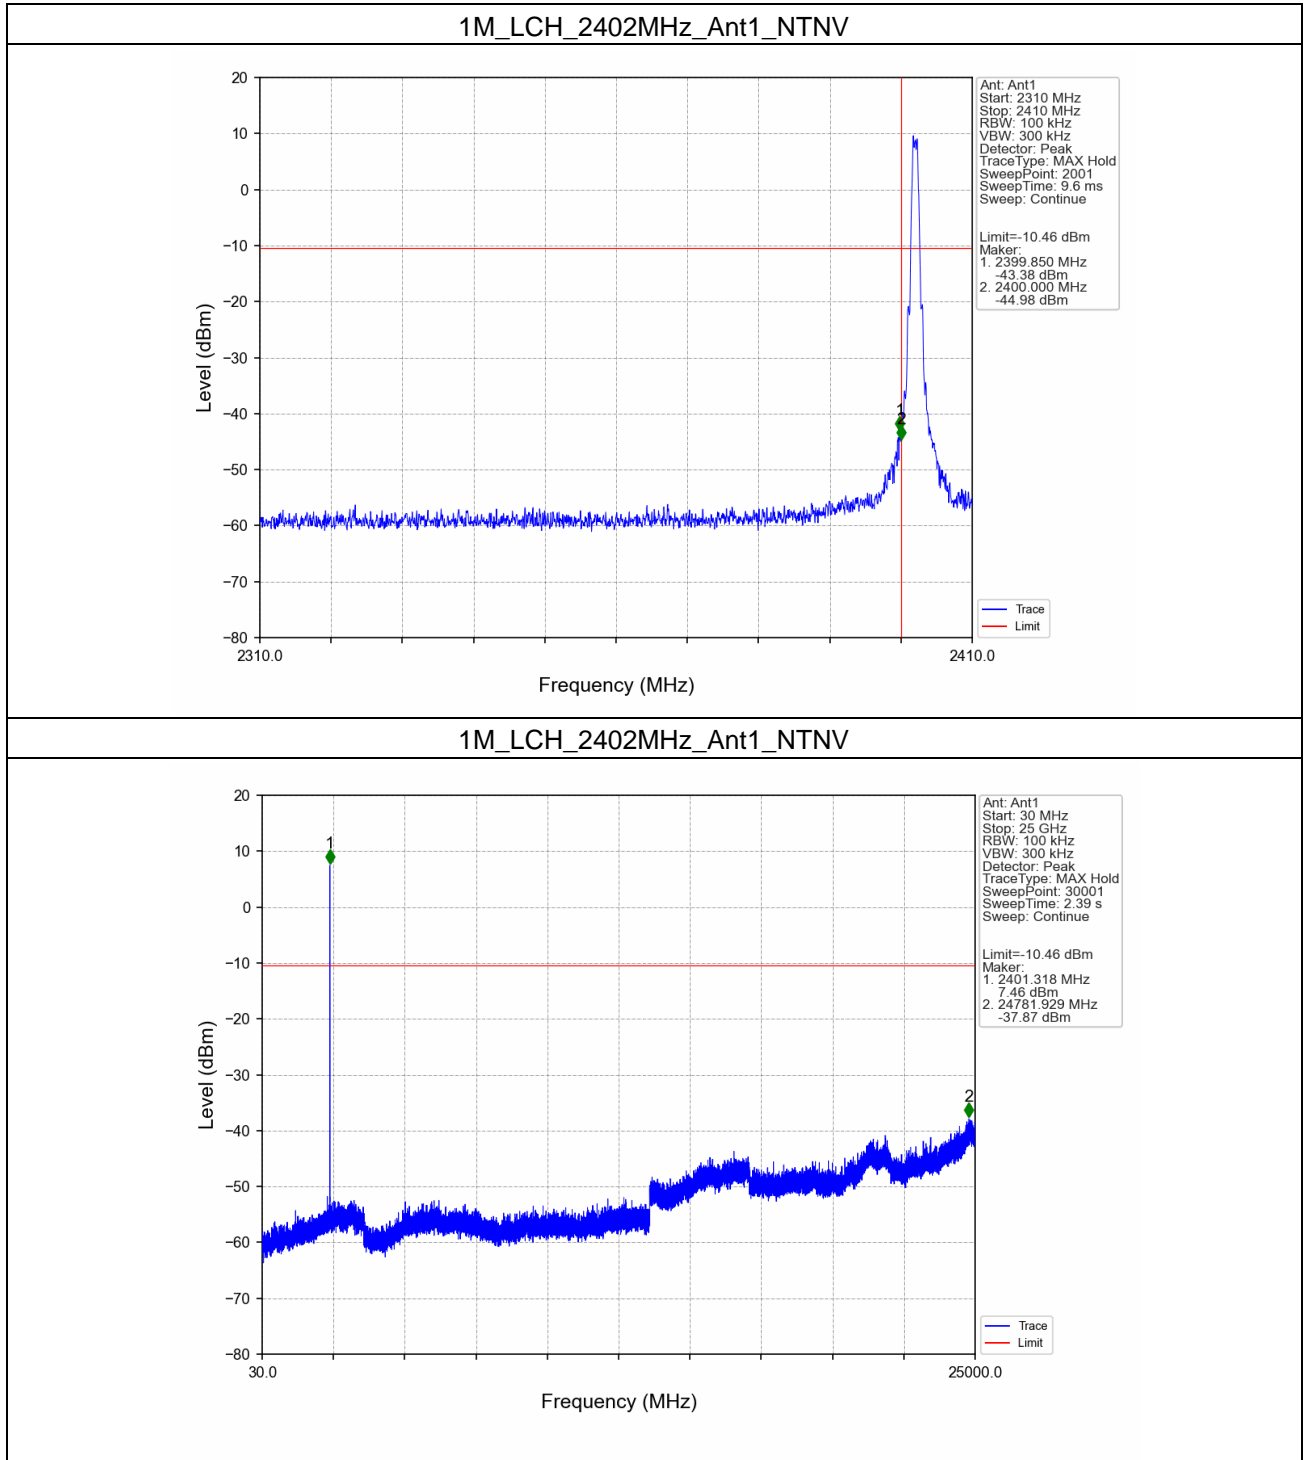 1M_LCH_2402MHz_Ant1_NTNV
20
10
0
−10
−20
−30
−40
−50
−60
−70
−80
Level (dBm)
1
2
2310.0
2410.0
Frequency (MHz)
Ant: Ant1
Start: 2310 MHz
Stop: 2410 MHz
RBW: 100 kHz
VBW: 300 kHz
Detector: Peak
TraceType: MAX Hold
SweepPoint: 2001
SweepTime: 9.6 ms
Sweep: Continue
Limit=-10.46 dBm
Maker:
1. 2399.850 MHz
-43.38 dBm
2. 2400.000 MHz
-44.98 dBm
Trace
Limit
1M_LCH_2402MHz_Ant1_NTNV
20
10
0
−10
−20
−30
−40
−50
−60
−70
−80
Level (dBm)
1
2
30.0
25000.0
Frequency (MHz)
Ant: Ant1
Start: 30 MHz
Stop: 25 GHz
RBW: 100 kHz
VBW: 300 kHz
Detector: Peak
TraceType: MAX Hold
SweepPoint: 30001
SweepTime: 2.39 s
Sweep: Continue
Limit=-10.46 dBm
Maker:
1. 2401.318 MHz
7.46 dBm
2. 24781.929 MHz
-37.87 dBm
Trace
Limit